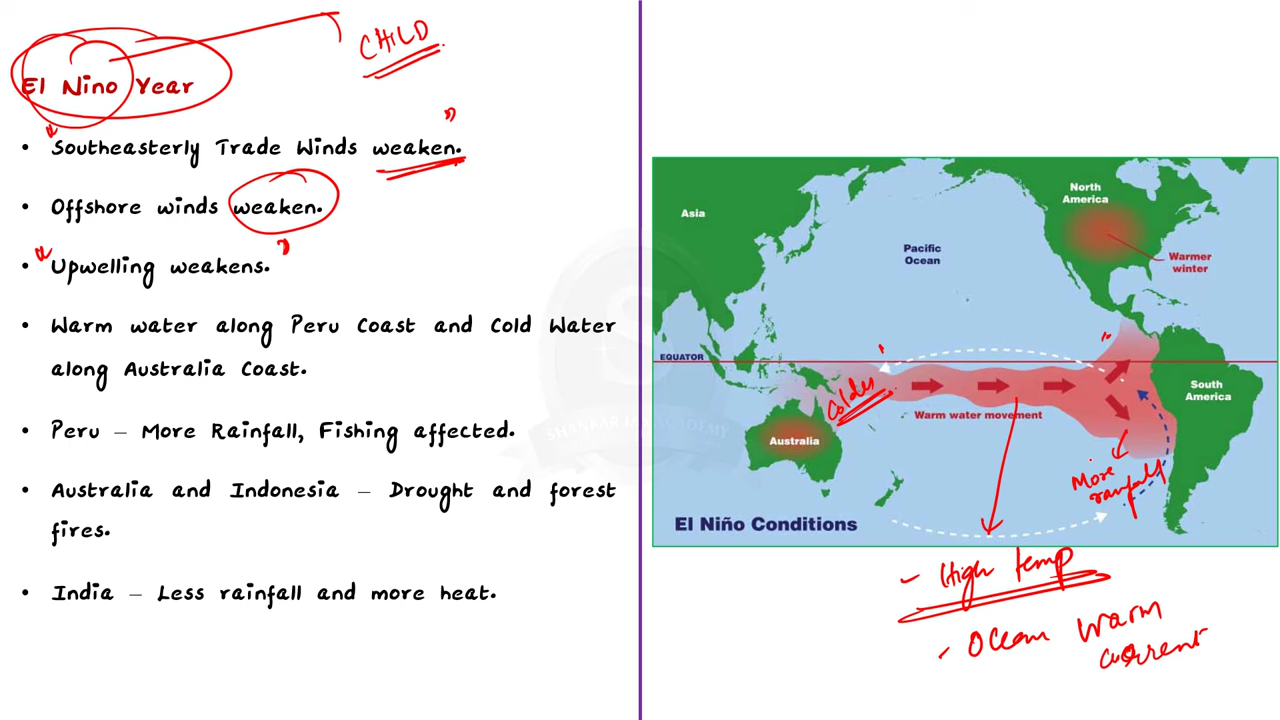 El Nino Year
CHILD
• Southeasterly Trade Winds weaken.
• Offshore winds weaken.
• Upwelling weakens.
• Warm water along Peru Coast and Cold Water
along Australia Coast.
• Peru – More Rainfall, Fishing affected.
• Australia and Indonesia – Drought and forest
fires.
• India – Less rainfall and more heat.
Asia
North
America
Pacific
Ocean
Warmer
winter
EQUATOR
South
America
Colder
Warm water movement
Australia
More
rainfall
El Niño Conditions
- High temp
- Ocean warm
current